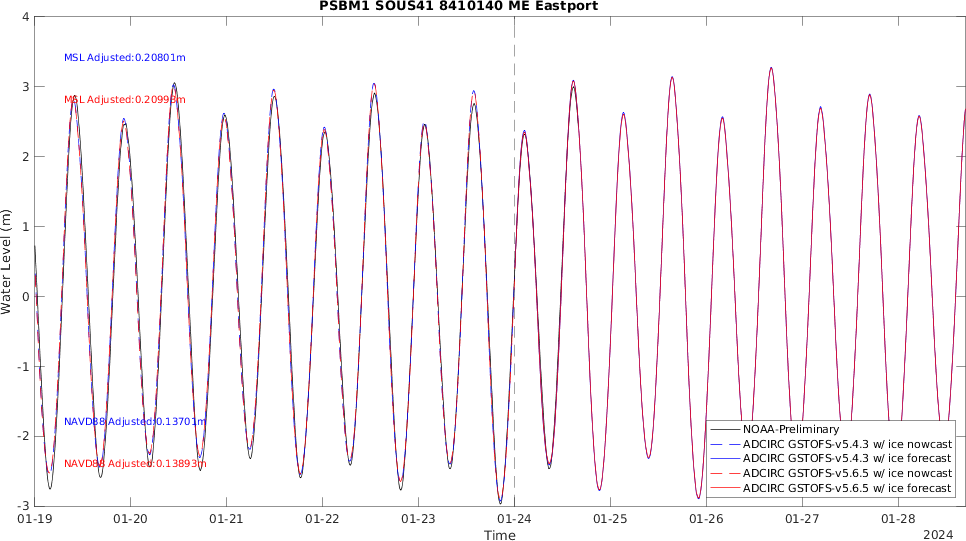 PSBM1 SOUS41 8410140 ME Eastport
4
3
2
1
0
-1
-2
-3
Water Level (m)
MSL Adjusted:0.20801m
MSL Adjusted:0.20993m
NAVD88 Adjusted:0.13701m
NAVD88 Adjusted:0.13893m
NOAA-Preliminary
ADCIRC GSTOFS-v5.4.3 w/ ice nowcast
ADCIRC GSTOFS-v5.4.3 w/ ice forecast
ADCIRC GSTOFS-v5.6.5 w/ ice nowcast
ADCIRC GSTOFS-v5.6.5 w/ ice forecast
01-19 01-20 01-21 01-22 01-23 01-24 01-25 01-26 01-27 01-28
Time
2024